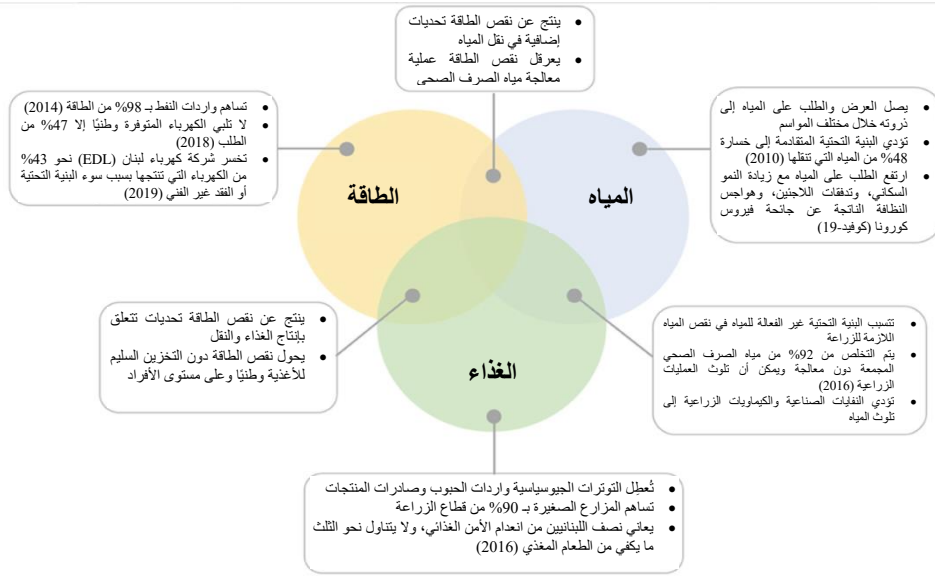 • ينتج عن نقص الطاقة تحديات
إضافية في نقل المياه
• يعرقل نقص الطاقة عملية
معالجة مياه الصرف الصحي
• يصل العرض والطلب على المياه إلى
ذروته خلال مختلف المواسم
• تؤدي البنية التحتية المتقادمة إلى خسارة
48% من المياه التي تنقلها (2010)
• ارتفع الطلب على المياه مع زيادة النمو
السكاني، وتدفقات اللاجئين، وهواجس
النظافة الناتجة عن جائحة فيروس
كورونا (كوفيد-19)
• تساهم واردات النفط بـ 98% من الطاقة (2014)
• لا تلبي الكهرباء المتوفرة وطنيًا إلا 47% من
الطلب (2018)
• تخسر شركة كهرباء لبنان (EDL) نحو 43%
من الكهرباء التي تنتجها بسبب سوء البنية التحتية
أو الفقد غير الفني (2019)
المياه
الطاقة
الغذاء
• تتسبب البنية التحتية غير الفعالة للمياه في نقص المياه
اللازمة للزراعة
• يتم التخلص من 92% من مياه الصرف الصحي
المجمعة دون معالجة ويمكن أن تلوث العمليات
الزراعية (2016)
• تؤدي النفايات الصناعية والكيماويات الزراعية إلى
تلوث المياه
• ينتج عن نقص الطاقة تحديات تتعلق
بإنتاج الغذاء والنقل
• يحول نقص الطاقة دون التخزين السليم
للأغذية وطنيًا وعلى مستوى الأفراد
• تُعطِل التوترات الجيوسياسية واردات الحبوب وصادرات المنتجات
• تساهم المزارع الصغيرة بـ 90% من قطاع الزراعة
• يعاني نصف اللبنانيين من انعدام الأمن الغذائي، ولا يتناول نحو الثلث
ما يكفي من الطعام المغذي (2016)